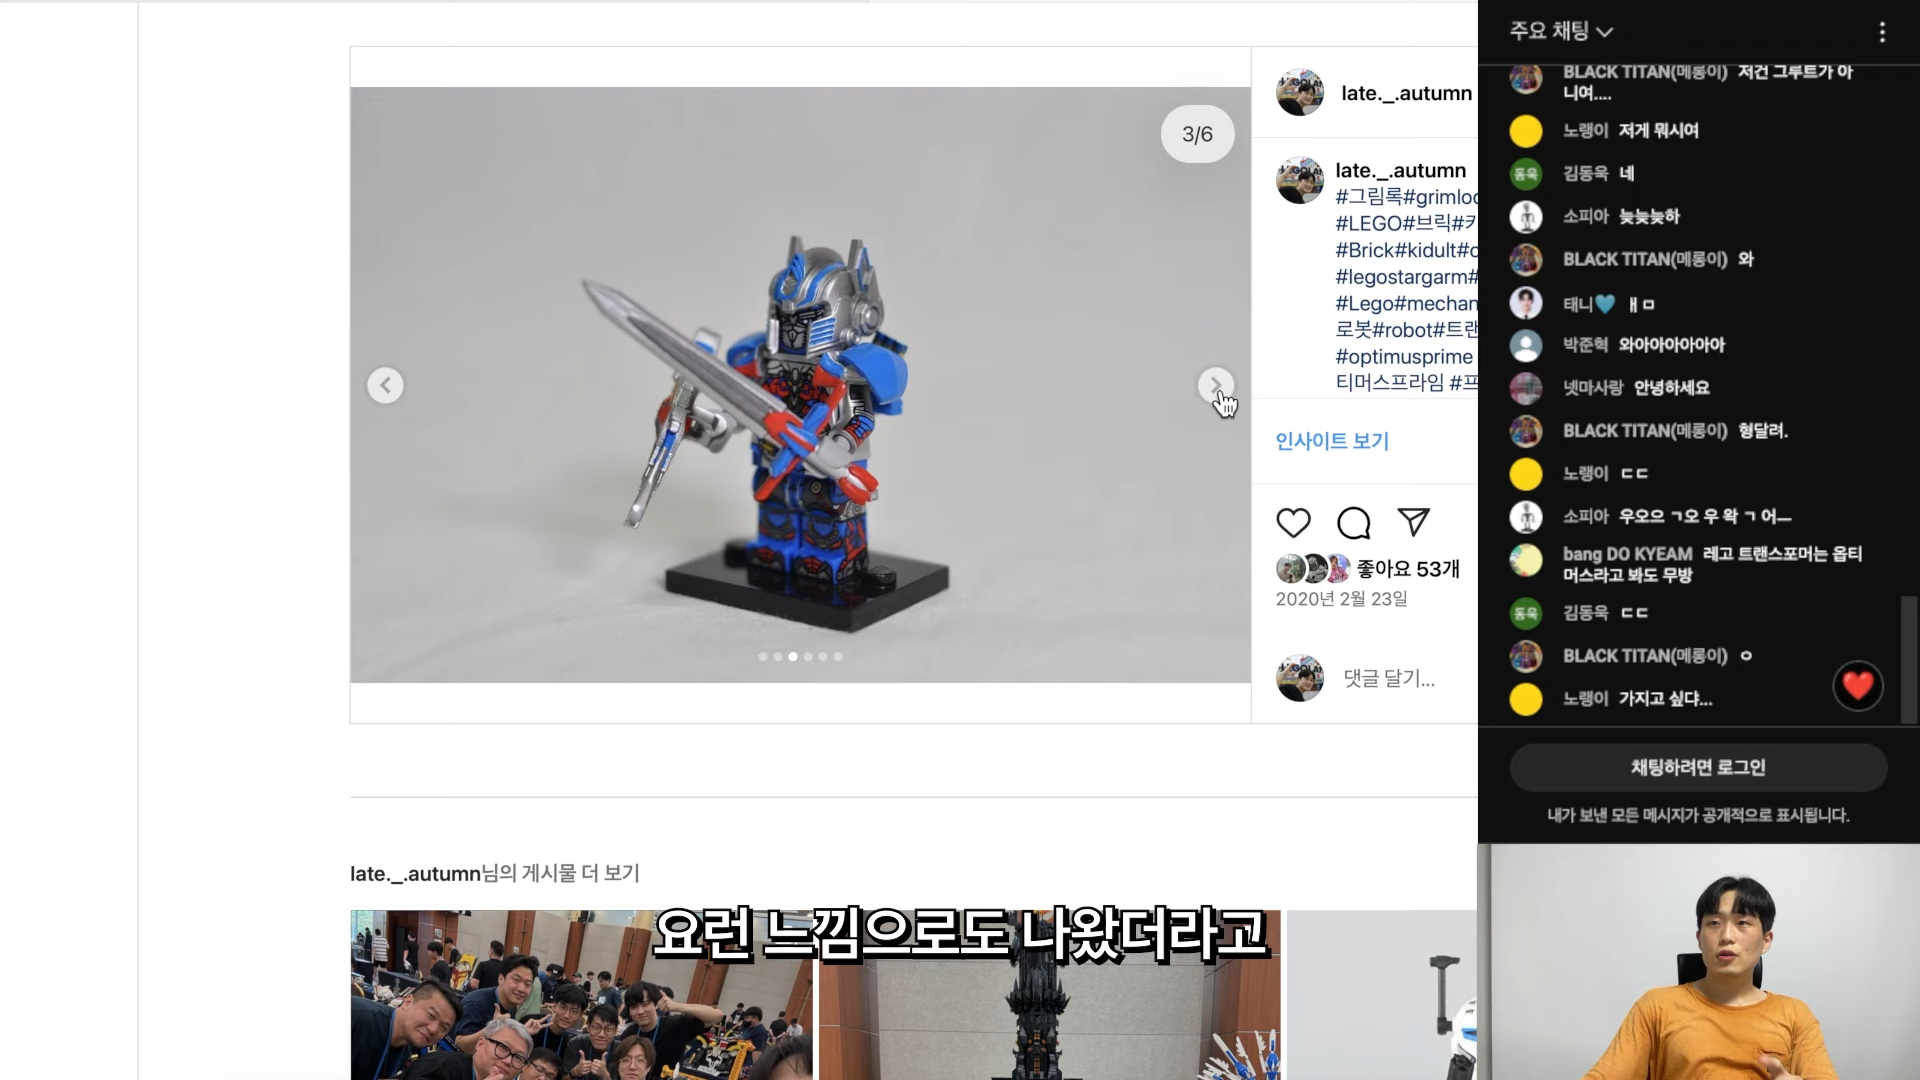 3/6
late._.autumn
late._.autumn
#그림록#grimloc
#LEGO#브릭#키
#Brick#kidult#c
#legostargarm#
#Lego#mechan
로봇#robot#트랜
#optimusprime
티머스프라임 #프
인사이트 보기
좋아요 53개
2020년 2월 23일
댓글 달기...
late._.autumn님의 게시물 더 보기
요런 느낌으로도 나왔더라고
주요 채팅
BLACK TITAN(메롱이) 저건 그루트가 아
니여....
노랭이 저게 뭐시여
동욱 김동욱 네
소피아 늦늦늦하
BLACK TITAN(메롱이) 와
태니🩵 ㅐㅁ
박준혁 와아아아아아아
넷마사랑 안녕하세요
BLACK TITAN(메롱이) 형달려.
노랭이 ㄷㄷ
소피아 우오으 ㄱ오 우 왁 ㄱ 어ㅡ
bang DO KYEAM 레고 트랜스포머는 옵티
머스라고 봐도 무방
동욱 김동욱 ㄷㄷ
BLACK TITAN(메롱이) ㅇ
노랭이 가지고 싶댜...
채팅하려면 로그인
내가 보낸 모든 메시지가 공개적으로 표시됩니다.